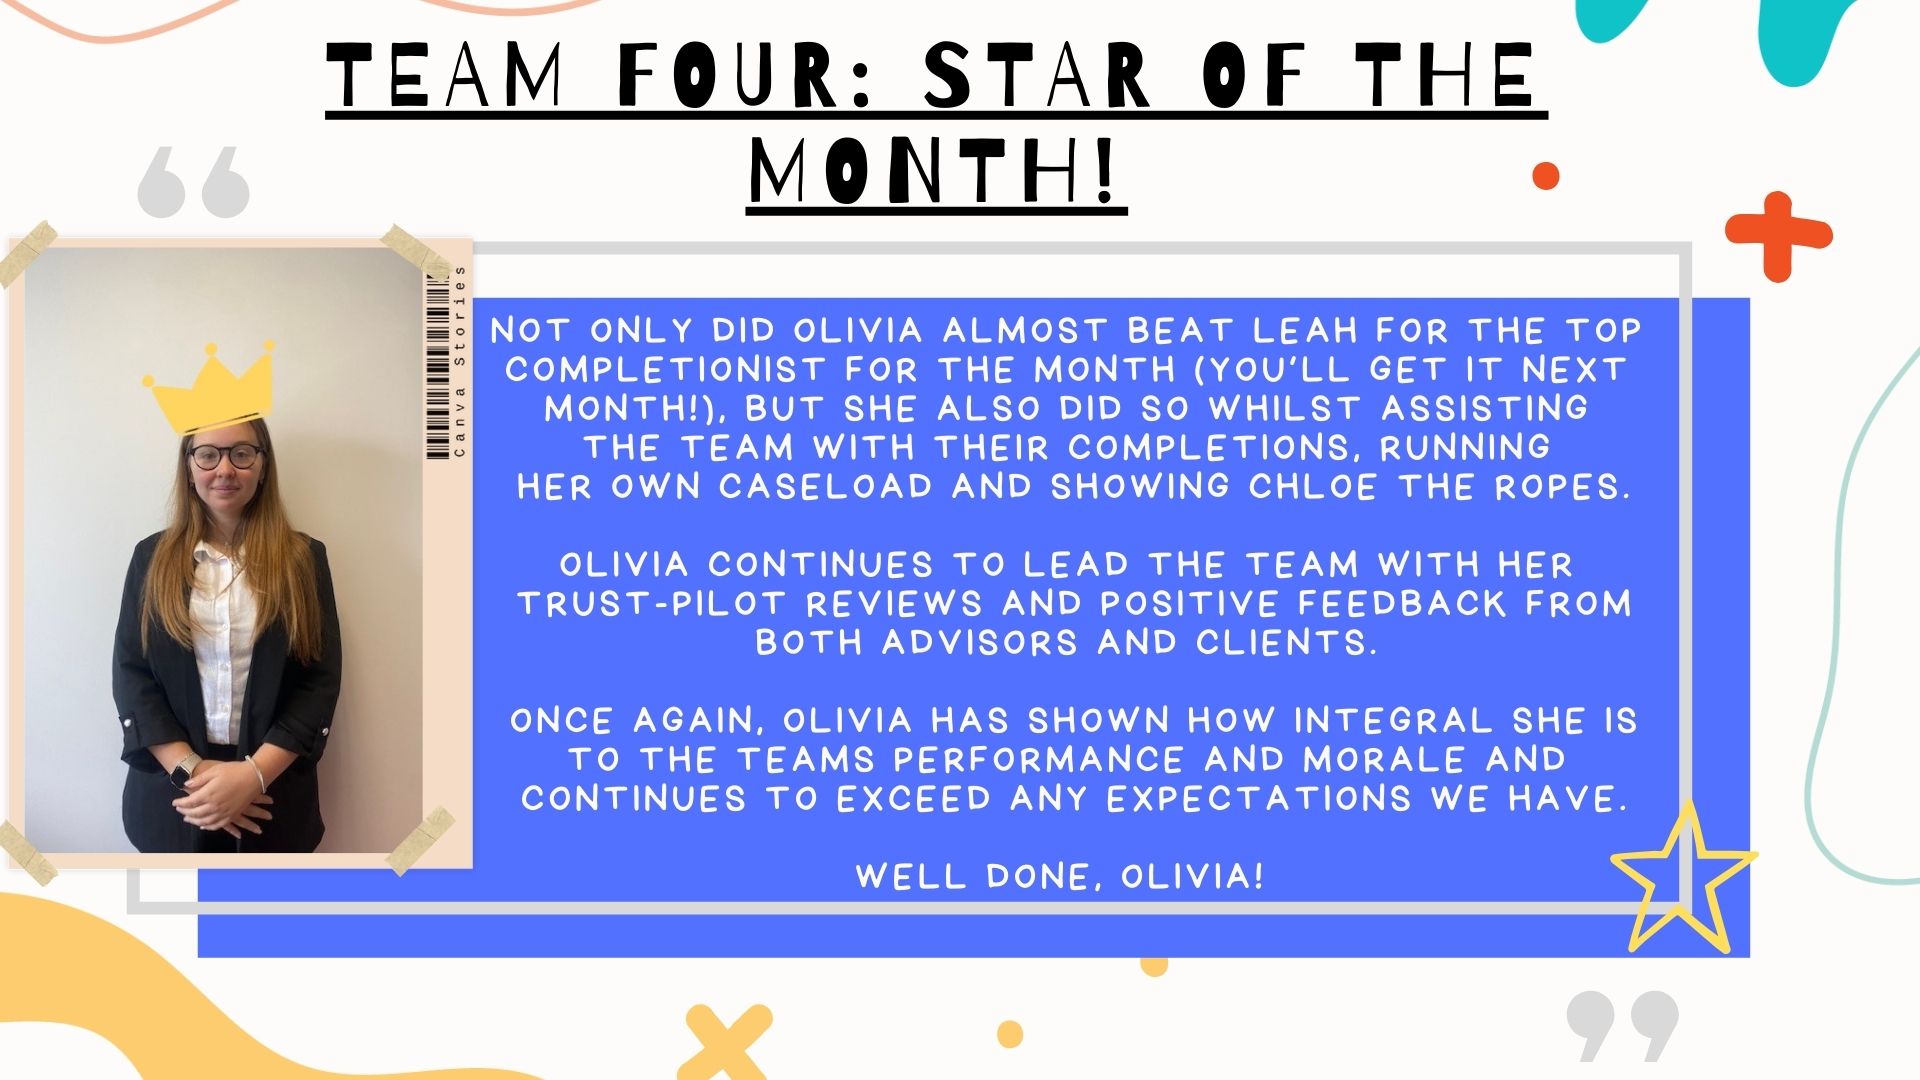 TEAM FOUR: STAR OF THE
MONTH!
Canva Stories
NOT ONLY DID OLIVIA ALMOST BEAT LEAH FOR THE TOP
COMPLETIONIST FOR THE MONTH (YOU'LL GET IT NEXT
MONTH!), BUT SHE ALSO DID SO WHILST ASSISTING
THE TEAM WITH THEIR COMPLETIONS, RUNNING
HER OWN CASELOAD AND SHOWING CHLOE THE ROPES.
OLIVIA CONTINUES TO LEAD THE TEAM WITH HER
TRUST-PILOT REVIEWS AND POSITIVE FEEDBACK FROM
BOTH ADVISORS AND CLIENTS.
ONCE AGAIN, OLIVIA HAS SHOWN HOW INTEGRAL SHE IS
TO THE TEAMS PERFORMANCE AND MORALE AND
CONTINUES TO EXCEED ANY EXPECTATIONS WE HAVE.
WELL DONE, OLIVIA!